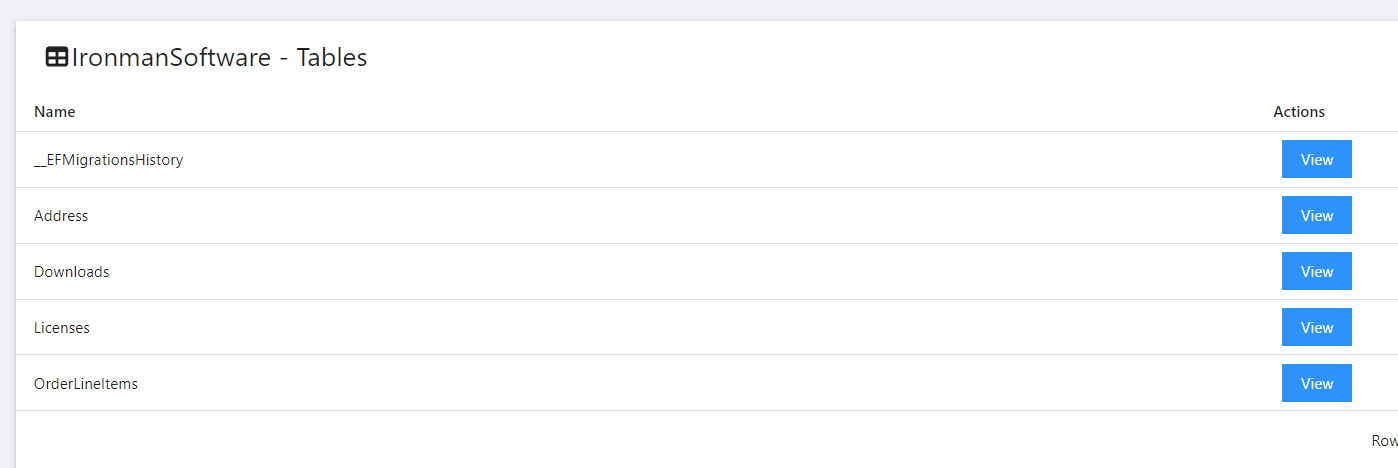 IronmanSoftware - Tables
Name Actions
__EFMigrationsHistory View
Address View
Downloads View
Licenses View
OrderLineItems View
Row